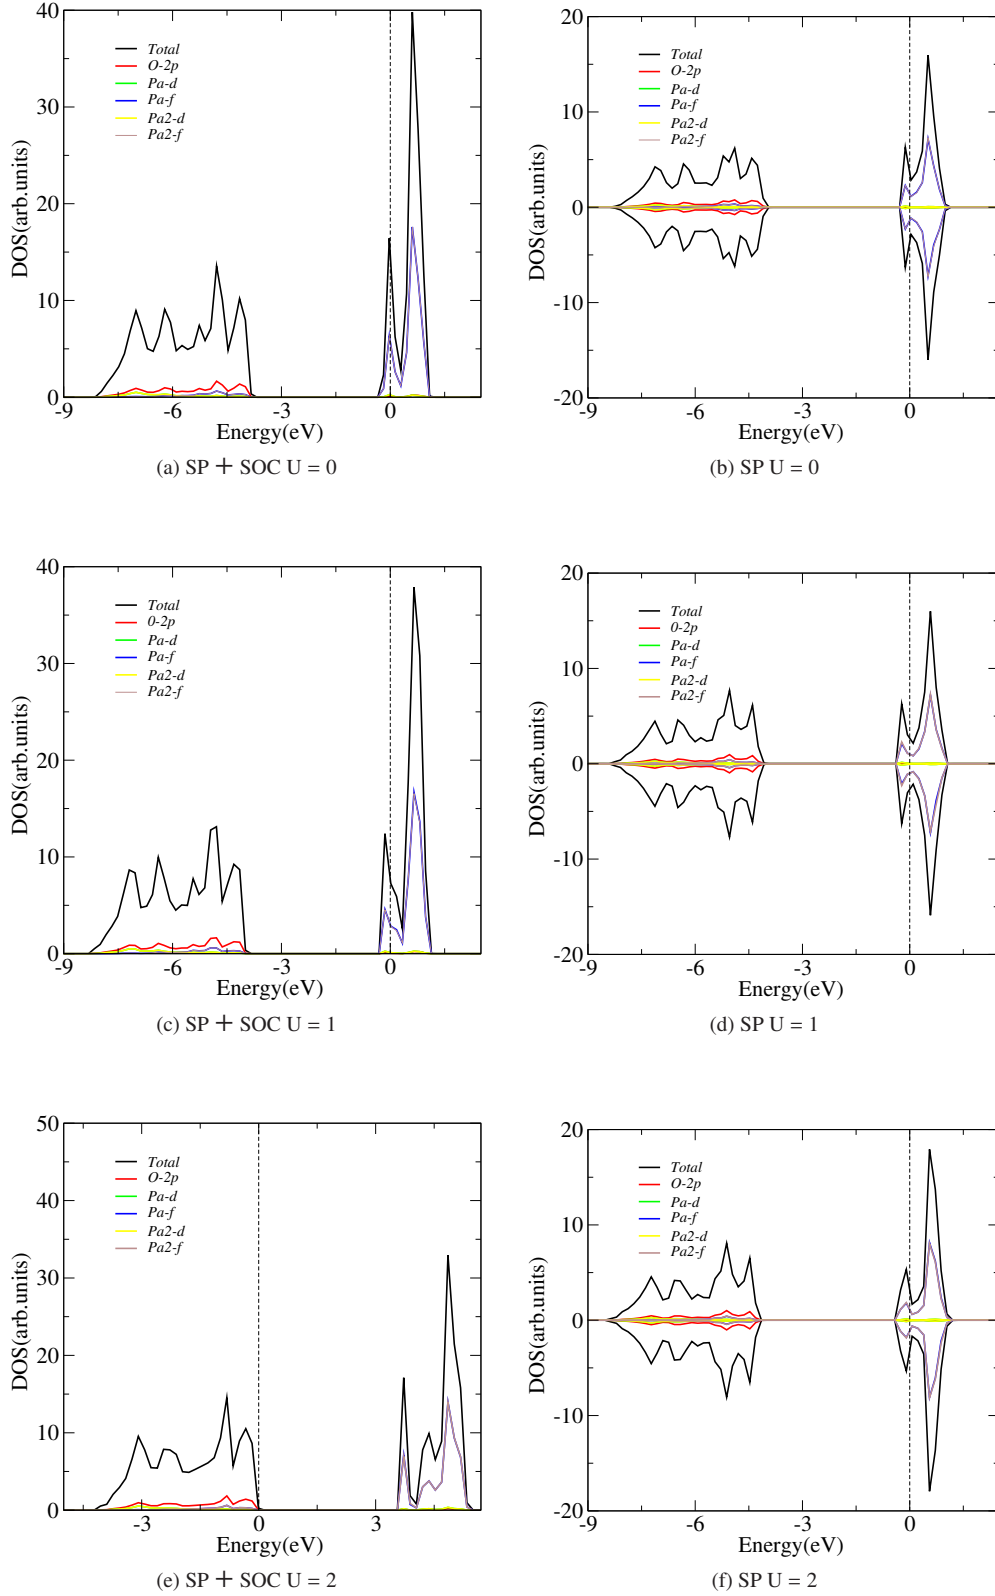 40
30
20
10
0
DOS(arb.units)
Total
O-2p
Pa-d
Pa-f
Pa2-d
Pa2-f
-9
-6
-3
0
Energy(eV)
(a) SP + SOC U = 0
20
10
0
-10
-20
DOS(arb.units)
Total
O-2p
Pa-d
Pa-f
Pa2-d
Pa2-f
-9
-6
-3
0
Energy(eV)
(b) SP U = 0
40
30
20
10
0
DOS(arb.units)
Total
0-2p
Pa-d
Pa-f
Pa2-d
Pa2-f
-9
-6
-3
0
Energy(eV)
(c) SP + SOC U = 1
20
10
0
-10
-20
DOS(arb.units)
Total
0-2p
Pa-d
Pa-f
Pa2-d
Pa2-f
-9
-6
-3
0
Energy(eV)
(d) SP U = 1
50
40
30
20
10
0
DOS(arb.units)
Total
O-2p
Pa-d
Pa-f
Pa2-d
Pa2-f
-3
0
3
Energy(eV)
(e) SP + SOC U = 2
20
10
0
-10
-20
DOS(arb.units)
Total
O-2p
Pa-d
Pa-f
Pa2-d
Pa2-f
-9
-6
-3
0
Energy(eV)
(f) SP U = 2